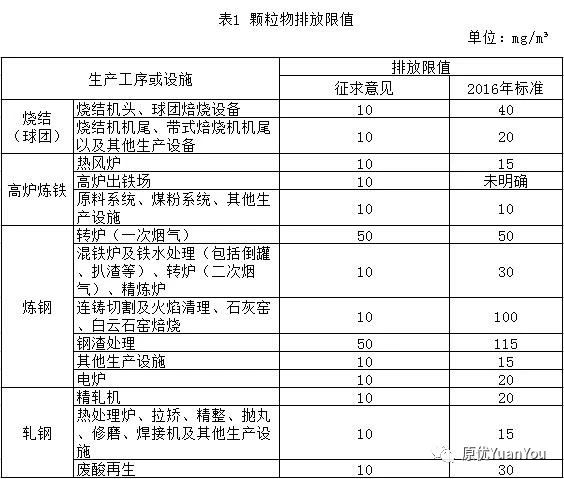 表1 颗粒物排放限值
单位：mg/m³
生产工序或设施
排放限值
征求意见 2016年标准
烧结
（球团）
烧结机头、球团焙烧设备 10 40
烧结机机尾、带式焙烧机机尾
以及其他生产设备 10 20
高炉炼铁
热风炉 10 15
高炉出铁场 10 未明确
原料系统、煤粉系统、其他生
产设施 10 10
炼钢
转炉（一次烟气） 50 50
混铁炉及铁水处理（包括倒罐
、扒渣等）、转炉（二次烟
气）、精炼炉 10 30
连铸切割及火焰清理、石灰窑
、白云石窑焙烧 10 100
钢渣处理 50 115
其他生产设施 10 15
电炉 10 20
轧钢
精轧机 10 20
热处理炉、拉矫、精整、抛丸
、修磨、焊接机及其他生产设
施 10 15
废酸再生 10 30
原优YuanYou